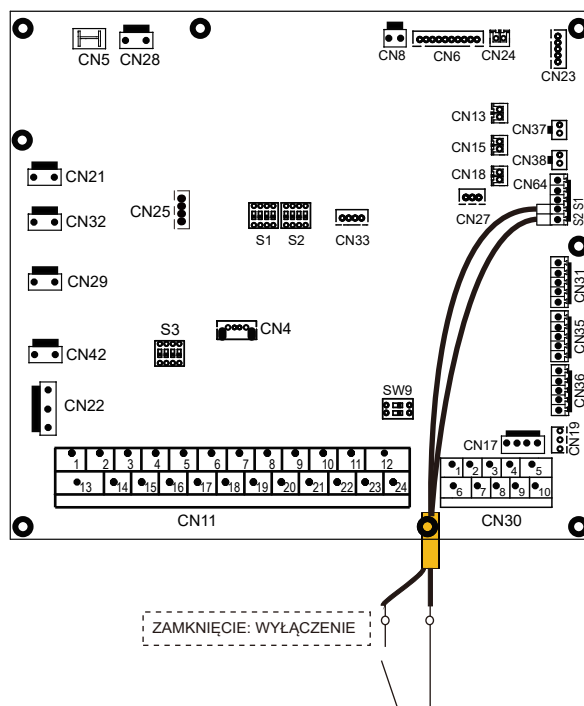 CN5 CN28 CN8 CN6 CN24 CN23
CN13
CN37
CN15
CN38
CN21 CN18
CN64
CN25 CN32 S1 S2 CN33 CN27 S2 S1
CN29
CN31
S3 CN4
CN35
CN42
SW9
CN36
CN22
CN17 CN19
1 2 3 4 5 6 7 8 9 10 11 12
13 14 15 16 17 18 19 20 21 22 23 24
CN11
1 2 3 4 5
6 7 8 9 10
CN30
ZAMKNIĘCIE: WYŁĄCZENIE